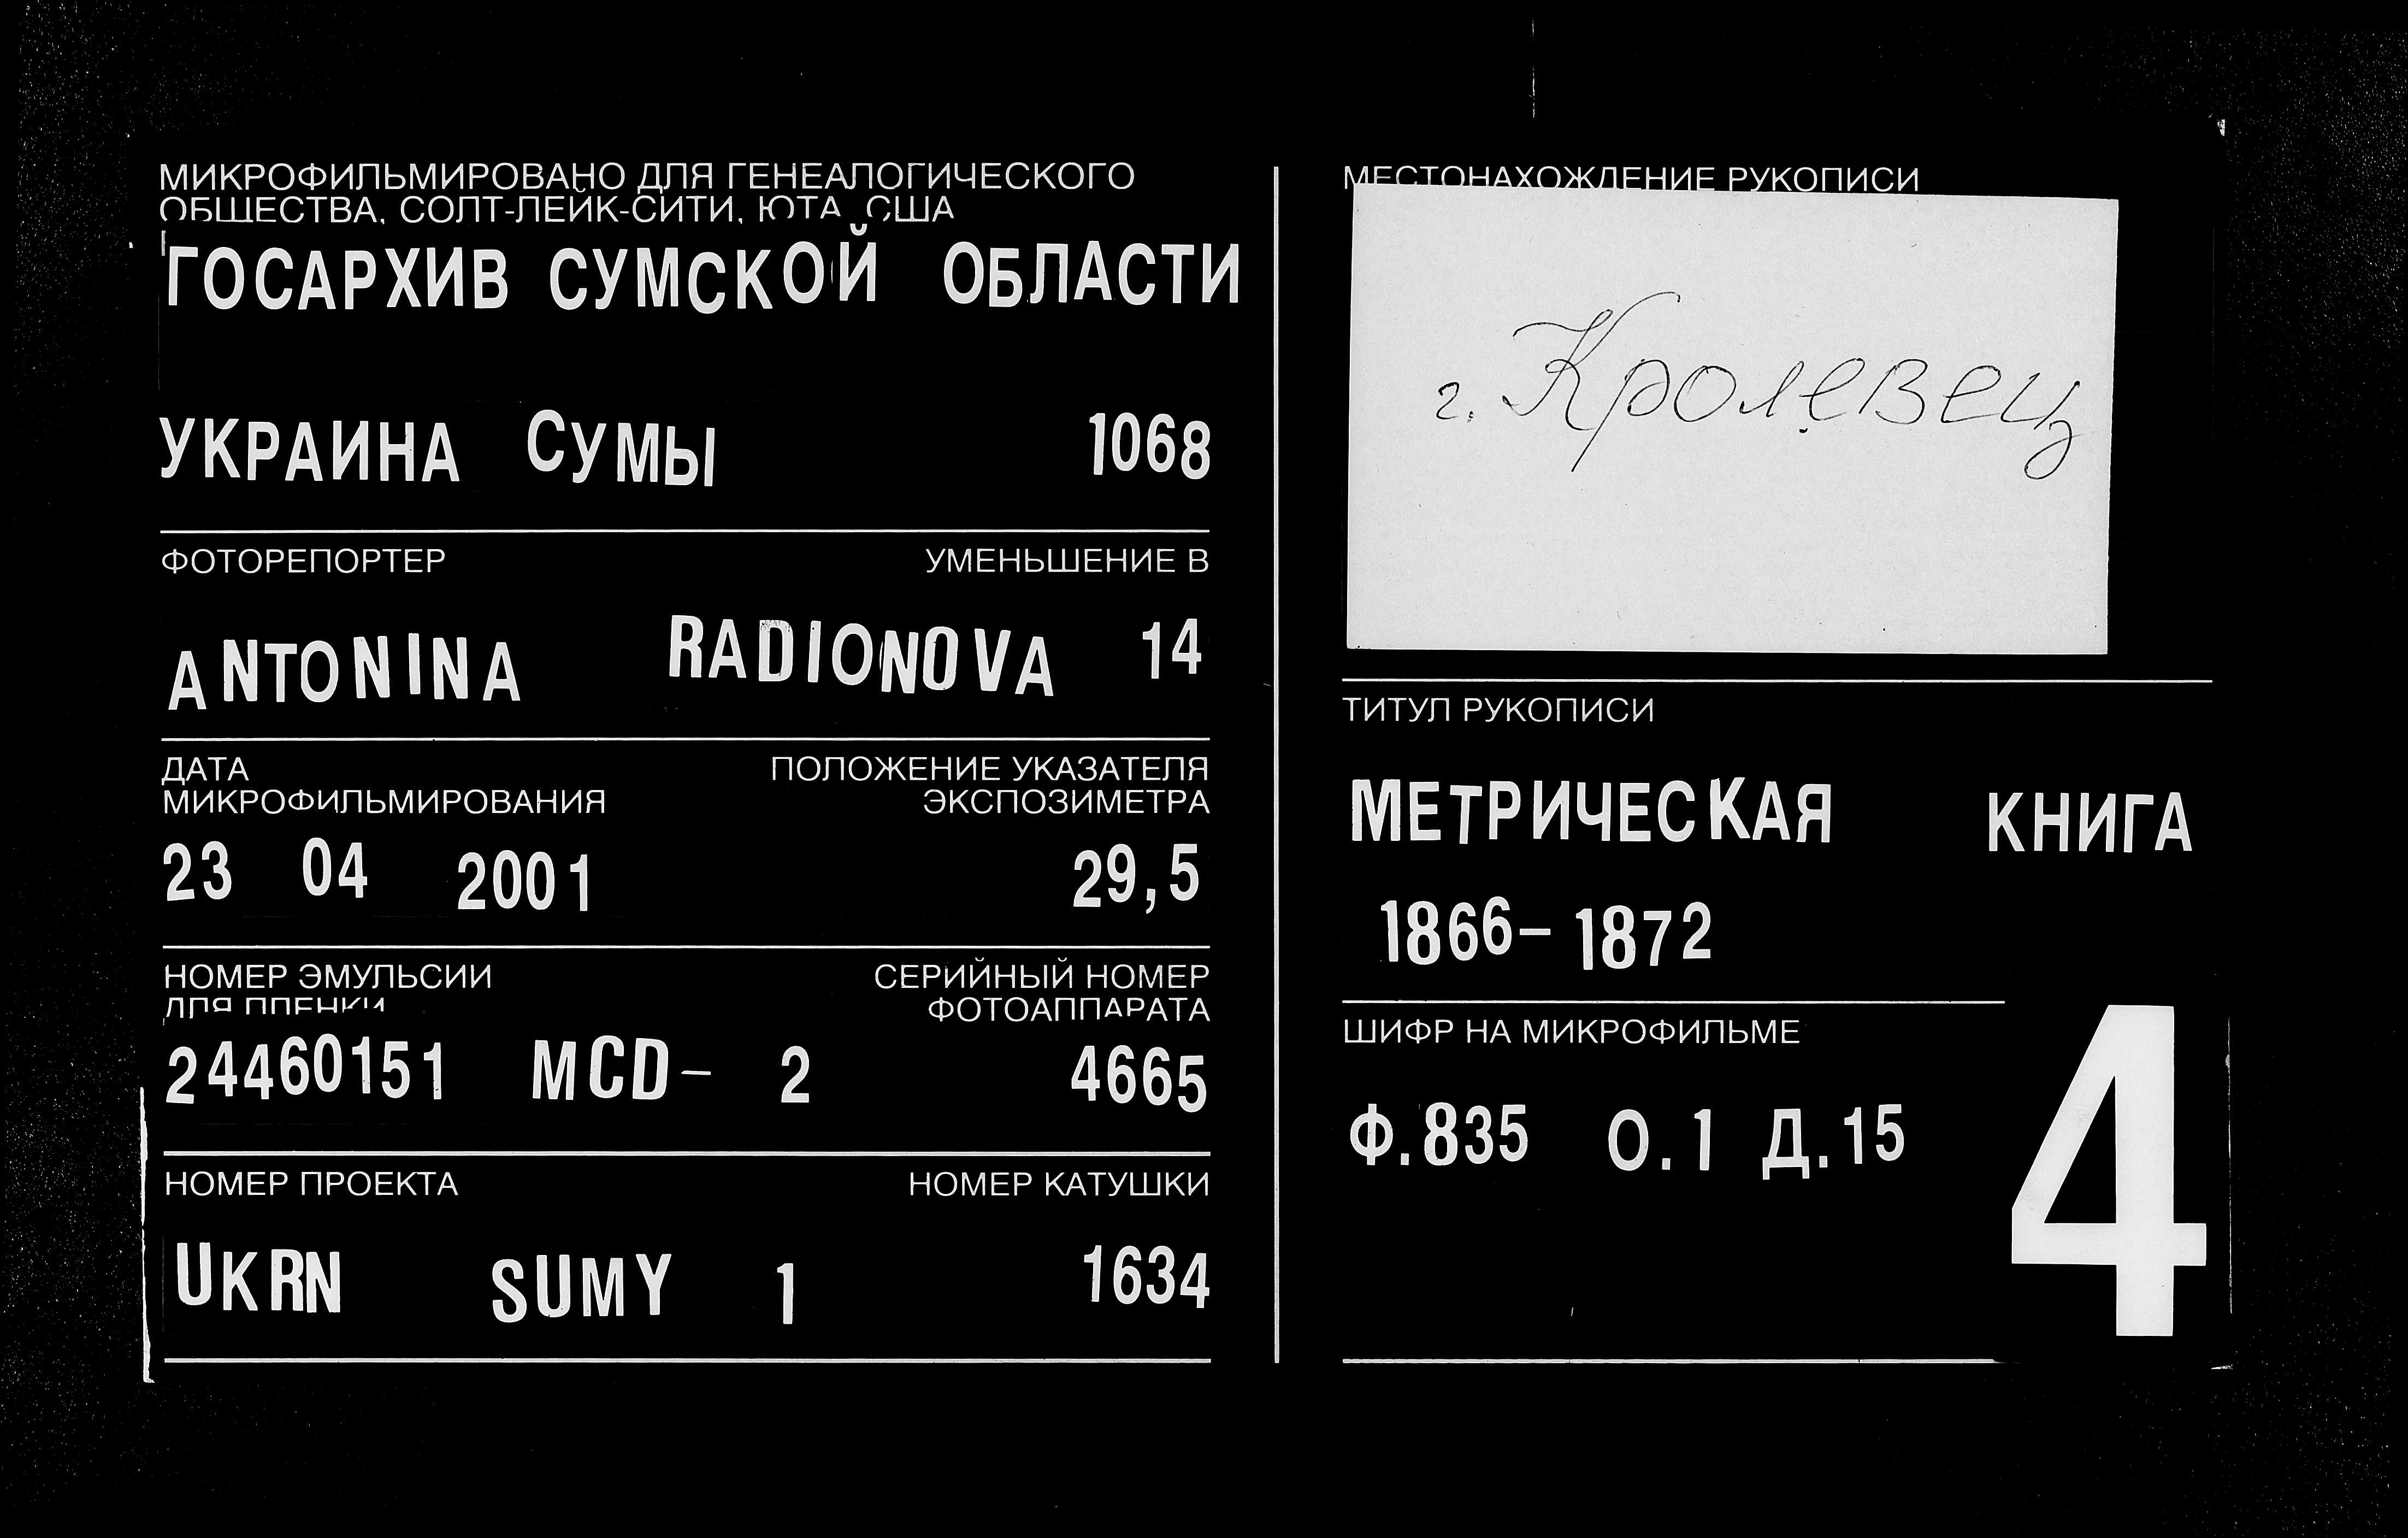 МИКРОФИЛЬМИРОВАНО ДЛЯ ГЕНЕАЛОГИЧЕСКОГО
ОБЩЕСТВА, СОЛТ-ЛЕЙК-СИТИ, ЮТА, США
ГОСАРХИВ СУМСКОЙ ОБЛАСТИ
УКРАИНА СУМЫ 1068
ФОТОРЕПОРТЕР УМЕНЬШЕНИЕ В
ANTONINA RADIONOVA 14
ДАТА ПОЛОЖЕНИЕ УКАЗАТЕЛЯ
МИКРОФИЛЬМИРОВАНИЯ ЭКСПОЗИМЕТРА
23 04 2001 29,5
НОМЕР ЭМУЛЬСИИ СЕРИЙНЫЙ НОМЕР
ДЛЯ ПЛЕНКИ ФОТОАППАРАТА
24460151 MCD- 2 4665
НОМЕР ПРОЕКТА НОМЕР КАТУШКИ
UKRN SUMY 1 1634
МЕСТОНАХОЖДЕНИЕ РУКОПИСИ
г. Кролевец
ТИТУЛ РУКОПИСИ
МЕТРИЧЕСКАЯ КНИГА
1866-1872
ШИФР НА МИКРОФИЛЬМЕ
Ф.835 О.1 Д.15
4